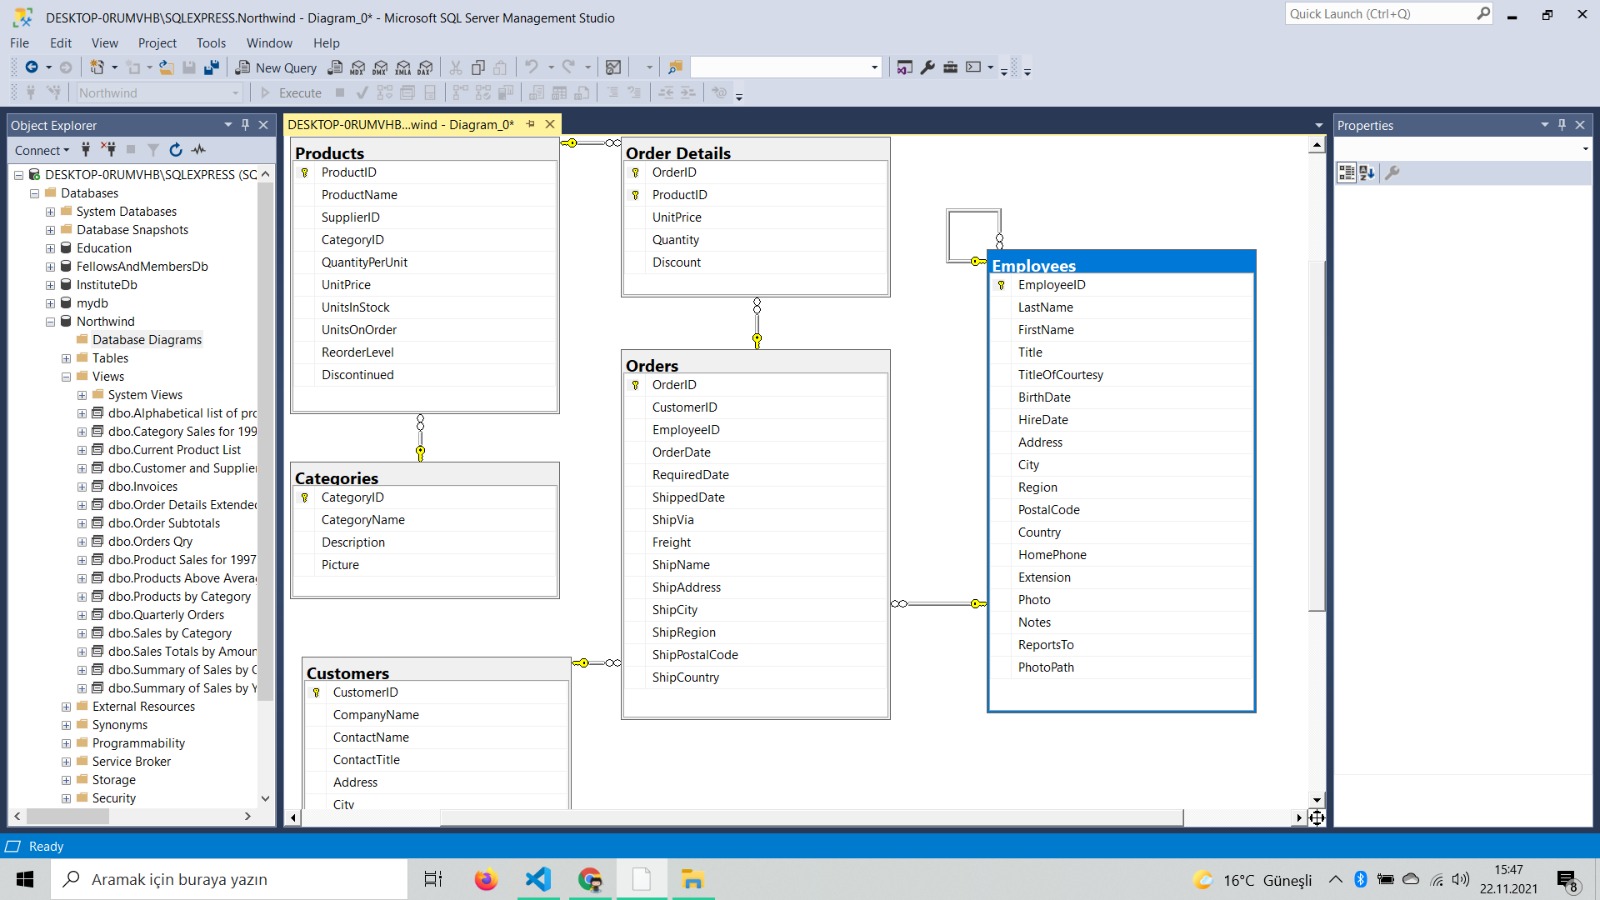 DESKTOP-0RUMVHB\SQLEXPRESS.Northwind - Diagram_0* - Microsoft SQL Server Management Studio
Quick Launch (Ctrl+Q)
File Edit View Project Tools Window Help
New Query
MDX DMX XMLA DAX
Northwind
Execute
Object Explorer
Connect
DESKTOP-0RUMVHB\SQLEXPRESS (SQ
Databases
System Databases
Database Snapshots
Education
FellowsAndMembersDb
InstituteDb
mydb
Northwind
Database Diagrams
Tables
Views
System Views
dbo.Alphabetical list of pro
dbo.Category Sales for 199
dbo.Current Product List
dbo.Customer and Supplier
dbo.Invoices
dbo.Order Details Extended
dbo.Order Subtotals
dbo.Orders Qry
dbo.Product Sales for 1997
dbo.Products Above Avera
dbo.Products by Category
dbo.Quarterly Orders
dbo.Sales by Category
dbo.Sales Totals by Amoun
dbo.Summary of Sales by Q
dbo.Summary of Sales by Y
External Resources
Synonyms
Programmability
Service Broker
Storage
Security
DESKTOP-0RUMVHB...wind - Diagram_0*
Products
ProductID
ProductName
SupplierID
CategoryID
QuantityPerUnit
UnitPrice
UnitsInStock
UnitsOnOrder
ReorderLevel
Discontinued
Categories
CategoryID
CategoryName
Description
Picture
Customers
CustomerID
CompanyName
ContactName
ContactTitle
Address
City
Order Details
OrderID
ProductID
UnitPrice
Quantity
Discount
Orders
OrderID
CustomerID
EmployeeID
OrderDate
RequiredDate
ShippedDate
ShipVia
Freight
ShipName
ShipAddress
ShipCity
ShipRegion
ShipPostalCode
ShipCountry
Employees
EmployeeID
LastName
FirstName
Title
TitleOfCourtesy
BirthDate
HireDate
Address
City
Region
PostalCode
Country
HomePhone
Extension
Photo
Notes
ReportsTo
PhotoPath
Properties
Ready
Aramak için buraya yazın
16°C Güneşli
15:47
22.11.2021
8